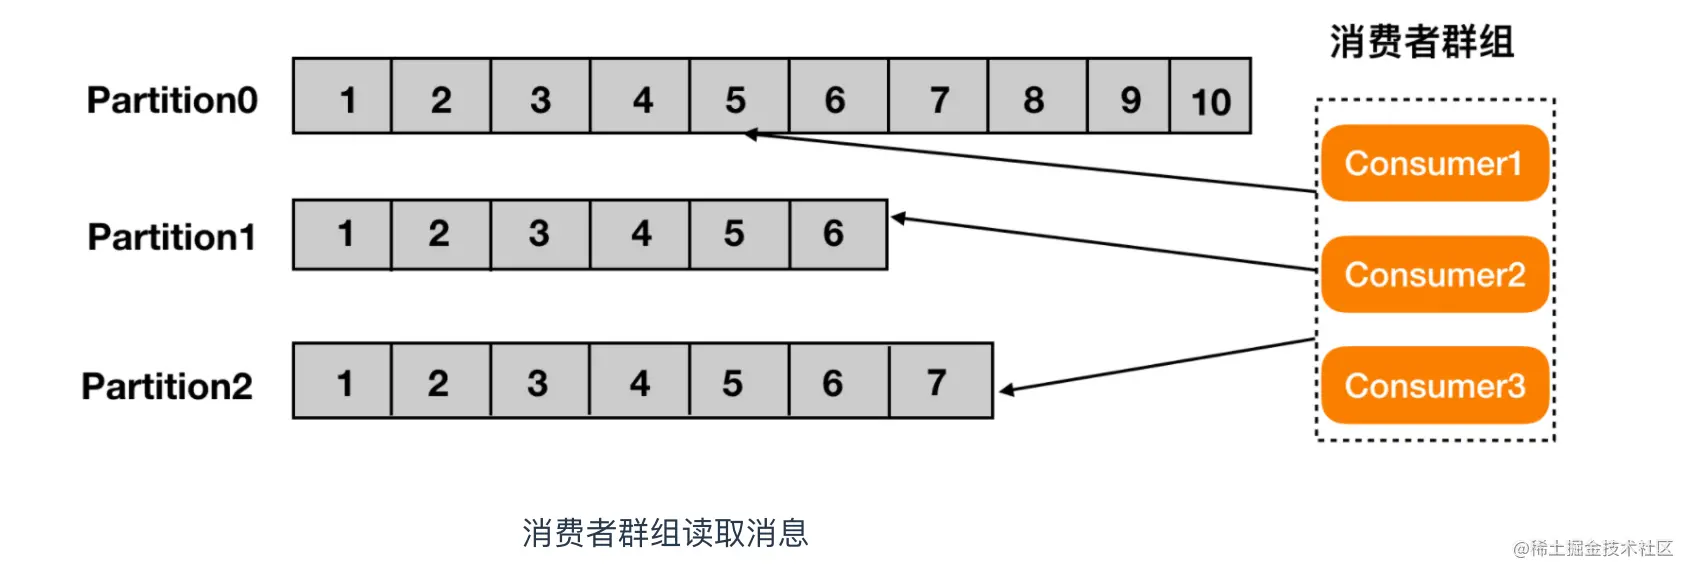 消费者群组
Partition0 1 2 3 4 5 6 7 8 9 10
Consumer1
Partition1 1 2 3 4 5 6
Consumer2
Partition2 1 2 3 4 5 6 7
Consumer3
消费者群组读取消息
@稀土掘金技术社区